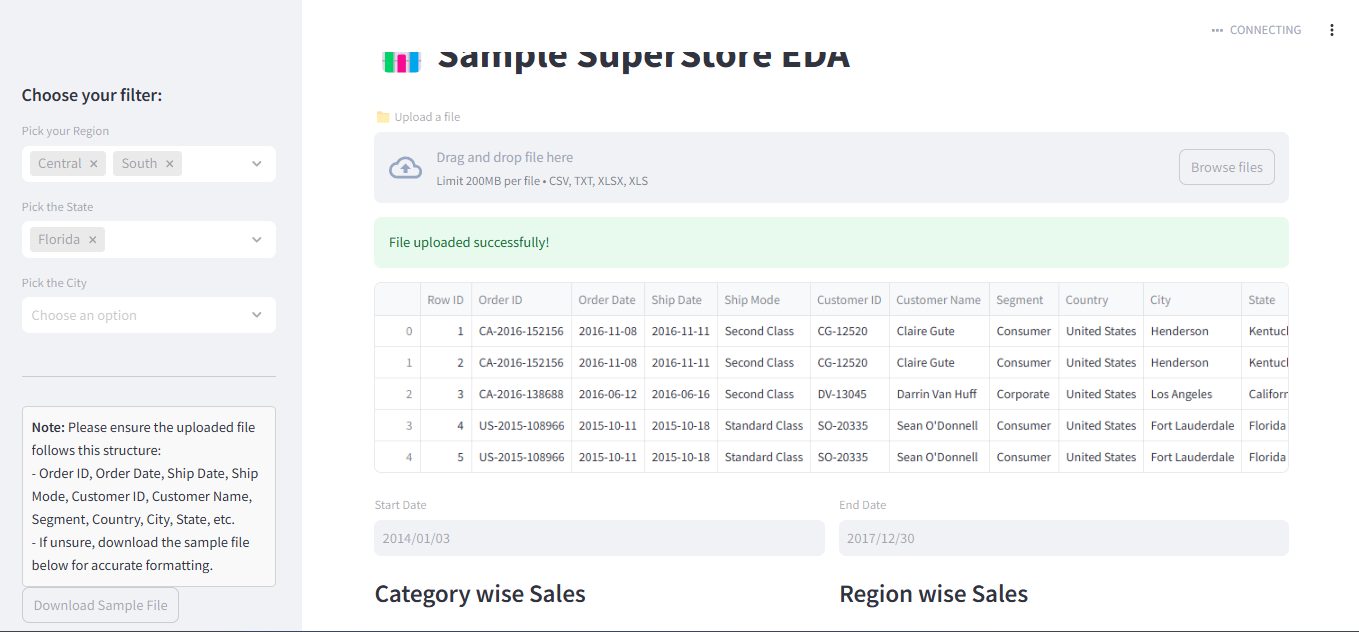 CONNECTING
Sample SuperStore EDA
Choose your filter:
Pick your Region
Central × South ×
Pick the State
Florida ×
Pick the City
Choose an option
Note: Please ensure the uploaded file
follows this structure:
- Order ID, Order Date, Ship Date, Ship
Mode, Customer ID, Customer Name,
Segment, Country, City, State, etc.
- If unsure, download the sample file
below for accurate formatting.
Download Sample File
Upload a file
Drag and drop file here
Limit 200MB per file • CSV, TXT, XLSX, XLS
Browse files
File uploaded successfully!
Row ID Order ID Order Date Ship Date Ship Mode Customer ID Customer Name Segment Country City State
0 1 CA-2016-152156 2016-11-08 2016-11-11 Second Class CG-12520 Claire Gute Consumer United States Henderson Kentucl
1 2 CA-2016-152156 2016-11-08 2016-11-11 Second Class CG-12520 Claire Gute Consumer United States Henderson Kentucl
2 3 CA-2016-138688 2016-06-12 2016-06-16 Second Class DV-13045 Darrin Van Huff Corporate United States Los Angeles Califorr
3 4 US-2015-108966 2015-10-11 2015-10-18 Standard Class SO-20335 Sean O'Donnell Consumer United States Fort Lauderdale Florida
4 5 US-2015-108966 2015-10-11 2015-10-18 Standard Class SO-20335 Sean O'Donnell Consumer United States Fort Lauderdale Florida
Start Date
2014/01/03
End Date
2017/12/30
Category wise Sales
Region wise Sales